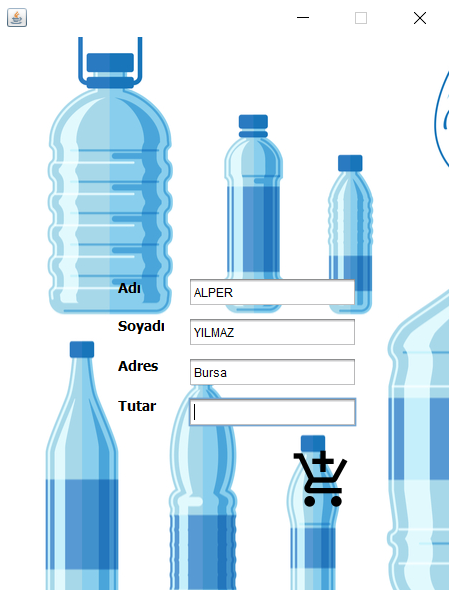 Adı
ALPER
Soyadı
YILMAZ
Adres
Bursa
Tutar